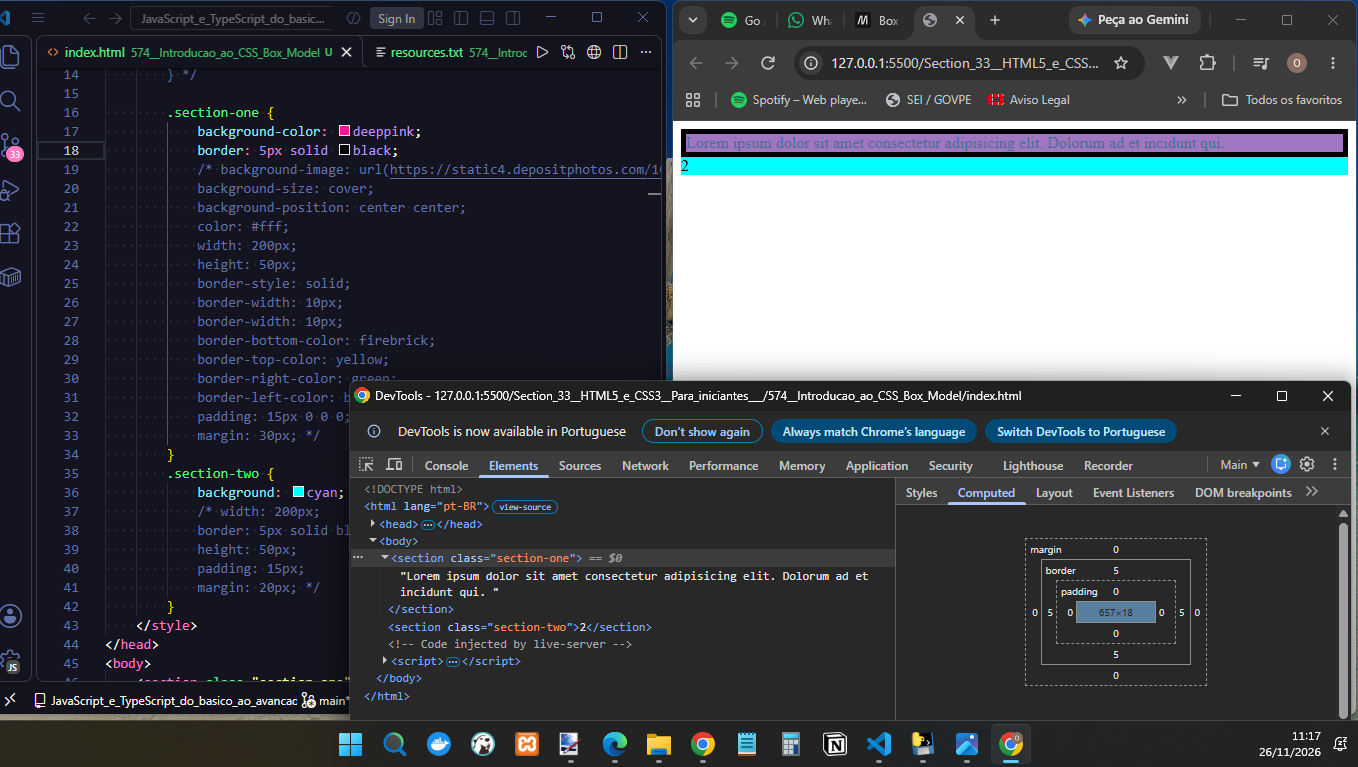 JavaScript_e_TypeScript_do_basic...
Sign In
index.html 574__Introducao_ao_CSS_Box_Model U
resources.txt 574__Introc
14 } */
15
16 .section-one {
17 background-color: deeppink;
18 border: 5px solid black;
19 /* background-image: url(https://static4.depositphotos.com/10
20 background-size: cover;
21 background-position: center center;
22 color: #fff;
23 width: 200px;
24 height: 50px;
25 border-style: solid;
26 border-width: 10px;
27 border-width: 10px;
28 border-bottom-color: firebrick;
29 border-top-color: yellow;
30 border-right-color: green;
31 border-left-color: b
32 padding: 15px 0 0 0;
33 margin: 30px; */
34 }
35 .section-two {
36 background: cyan;
37 /* width: 200px;
38 border: 5px solid bl
39 height: 50px;
40 padding: 15px;
41 margin: 20px; */
42 }
43 </style>
44 </head>
45 <body>
33
JS
JavaScript_e_TypeScript_do_basico_ao_avancac
main*
Go
Wha
Box
Peça ao Gemini
127.0.0.1:5500/Section_33__HTML5_e_CSS...
O
Spotify – Web playe...
SEI / GOVPE
Aviso Legal
»
Todos os favoritos
Lorem ipsum dolor sit amet consectetur adipisicing elit. Dolorum ad et incidunt qui.
2
DevTools - 127.0.0.1:5500/Section_33__HTML5_e_CSS3__Para_iniciantes__/574__Introducao_ao_CSS_Box_Model/index.html
DevTools is now available in Portuguese
Don't show again
Always match Chrome's language
Switch DevTools to Portuguese
Console
Elements
Sources
Network
Performance
Memory
Application
Security
Lighthouse
Recorder
Main
<!DOCTYPE html>
<html lang="pt-BR"> view-source
<head> … </head>
<body>
<section class="section-one"> == $0
"Lorem ipsum dolor sit amet consectetur adipisicing elit. Dolorum ad et
incidunt qui. "
</section>
<section class="section-two">2</section>
<!-- Code injected by live-server -->
<script> … </script>
</body>
</html>
Styles
Computed
Layout
Event Listeners
DOM breakpoints
»
margin 0
border 5
padding 0
0 5 0 657×18 0 5 0
0
5
0
11:17
26/11/2026